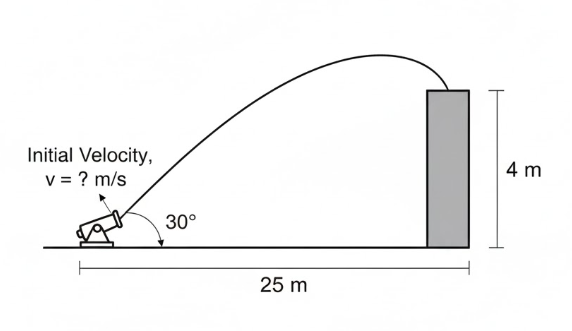 Initial Velocity,
v = ? m/s
30°
4 m
25 m